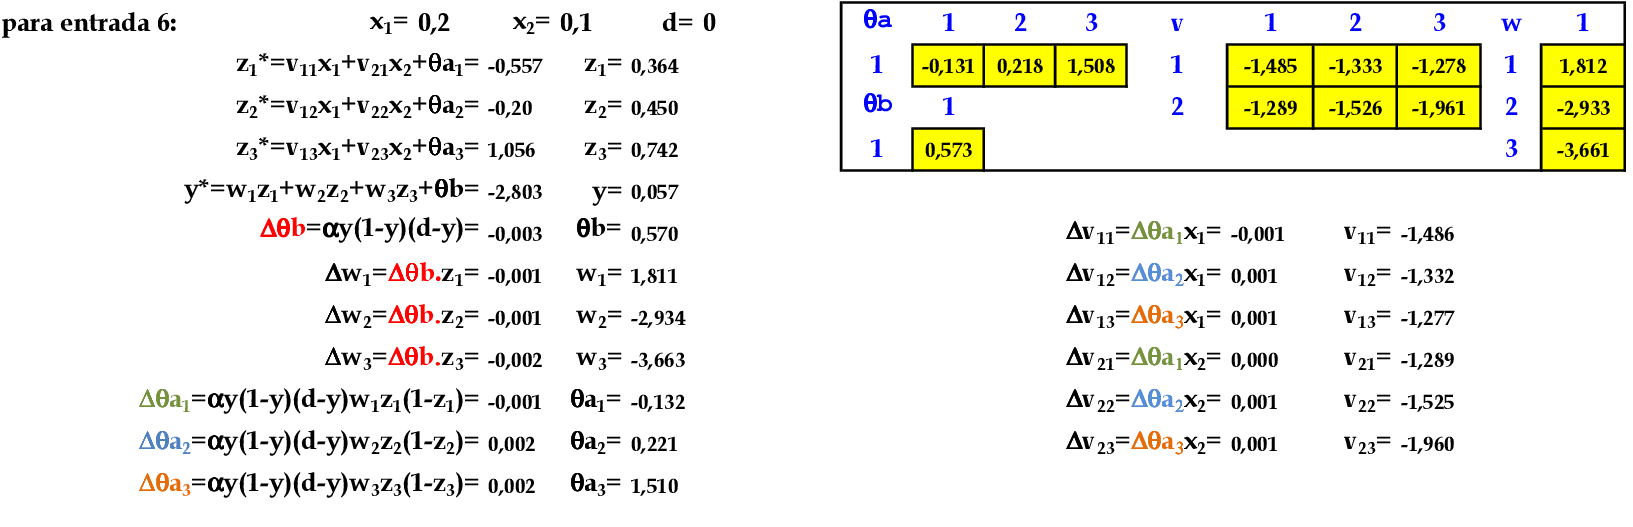 para entrada 6: x₁= 0,2 x₂= 0,1 d= 0
z₁*=v₁₁x₁+v₂₁x₂+θa₁= -0,557 z₁= 0,364
z₂*=v₁₂x₁+v₂₂x₂+θa₂= -0,20 z₂= 0,450
z₃*=v₁₃x₁+v₂₃x₂+θa₃= 1,056 z₃= 0,742
y*=w₁z₁+w₂z₂+w₃z₃+θb= -2,803 y= 0,057
Δθb=αy(1-y)(d-y)= -0,003 θb= 0,570
Δw₁=Δθb.z₁= -0,001 w₁= 1,811
Δw₂=Δθb.z₂= -0,001 w₂= -2,934
Δw₃=Δθb.z₃= -0,002 w₃= -3,663
Δθa₁=αy(1-y)(d-y)w₁z₁(1-z₁)= -0,001 θa₁= -0,132
Δθa₂=αy(1-y)(d-y)w₂z₂(1-z₂)= 0,002 θa₂= 0,221
Δθa₃=αy(1-y)(d-y)w₃z₃(1-z₃)= 0,002 θa₃= 1,510
θa 1 2 3 v 1 2 3 w 1
1 -0,131 0,218 1,508 1 -1,485 -1,333 -1,278 1 1,812
θb 1 2 -1,289 -1,526 -1,961 2 -2,933
1 0,573 3 -3,661
Δv₁₁=Δθa₁x₁= -0,001 v₁₁= -1,486
Δv₁₂=Δθa₂x₁= 0,001 v₁₂= -1,332
Δv₁₃=Δθa₃x₁= 0,001 v₁₃= -1,277
Δv₂₁=Δθa₁x₂= 0,000 v₂₁= -1,289
Δv₂₂=Δθa₂x₂= 0,001 v₂₂= -1,525
Δv₂₃=Δθa₃x₂= 0,001 v₂₃= -1,960